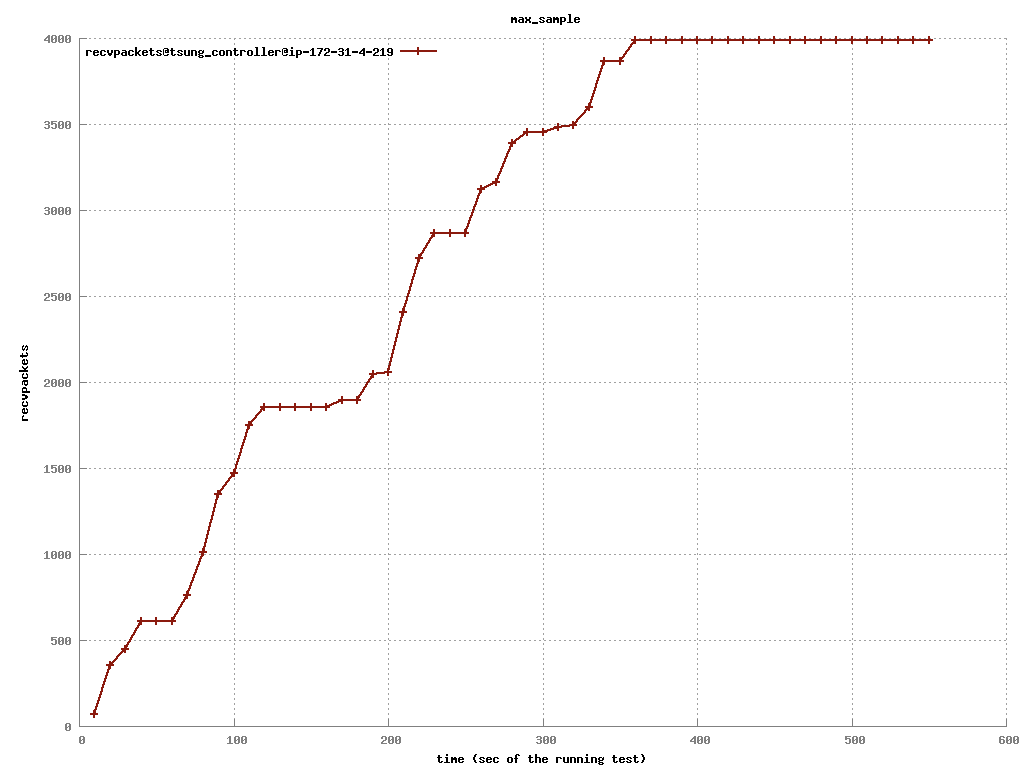 max_sample
recvpackets@tsung_controller@ip-172-31-4-219
4000
3500
3000
2500
2000
1500
1000
500
0
recvpackets
0 100 200 300 400 500 600
time (sec of the running test)